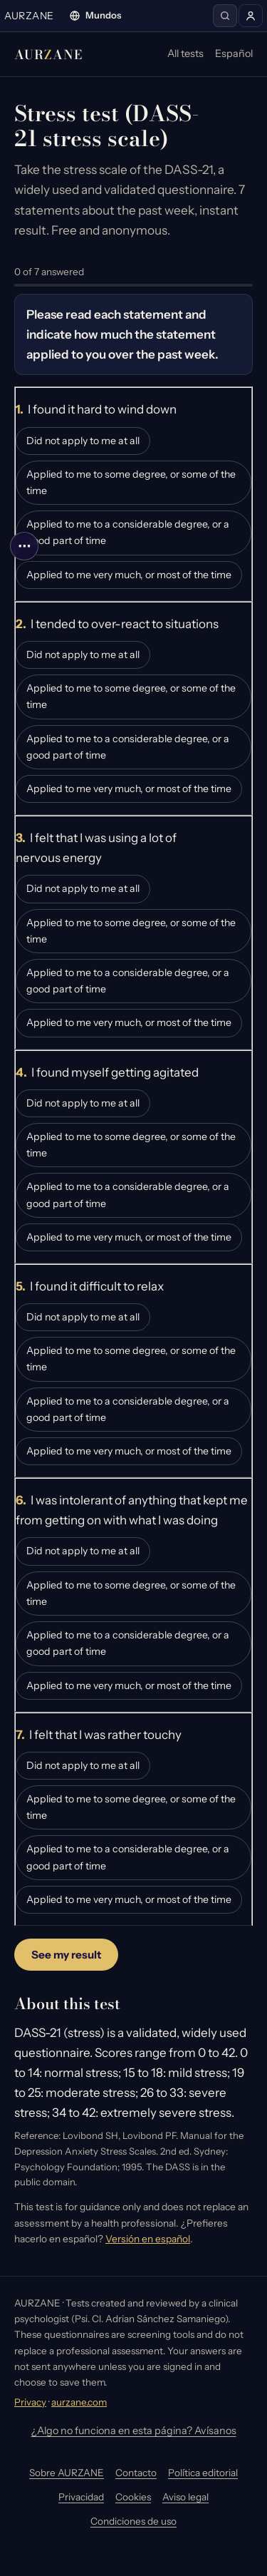 AURZANE Mundos
AURZANE All tests Español
Stress test (DASS-
21 stress scale)
Take the stress scale of the DASS-21, a
widely used and validated questionnaire. 7
statements about the past week, instant
result. Free and anonymous.
0 of 7 answered
Please read each statement and
indicate how much the statement
applied to you over the past week.
1. I found it hard to wind down
Did not apply to me at all
Applied to me to some degree, or some of the
time
Applied to me to a considerable degree, or a
good part of time
Applied to me very much, or most of the time
2. I tended to over-react to situations
Did not apply to me at all
Applied to me to some degree, or some of the
time
Applied to me to a considerable degree, or a
good part of time
Applied to me very much, or most of the time
3. I felt that I was using a lot of
nervous energy
Did not apply to me at all
Applied to me to some degree, or some of the
time
Applied to me to a considerable degree, or a
good part of time
Applied to me very much, or most of the time
4. I found myself getting agitated
Did not apply to me at all
Applied to me to some degree, or some of the
time
Applied to me to a considerable degree, or a
good part of time
Applied to me very much, or most of the time
5. I found it difficult to relax
Did not apply to me at all
Applied to me to some degree, or some of the
time
Applied to me to a considerable degree, or a
good part of time
Applied to me very much, or most of the time
6. I was intolerant of anything that kept me
from getting on with what I was doing
Did not apply to me at all
Applied to me to some degree, or some of the
time
Applied to me to a considerable degree, or a
good part of time
Applied to me very much, or most of the time
7. I felt that I was rather touchy
Did not apply to me at all
Applied to me to some degree, or some of the
time
Applied to me to a considerable degree, or a
good part of time
Applied to me very much, or most of the time
See my result
About this test
DASS-21 (stress) is a validated, widely used
questionnaire. Scores range from 0 to 42. 0
to 14: normal stress; 15 to 18: mild stress; 19
to 25: moderate stress; 26 to 33: severe
stress; 34 to 42: extremely severe stress.
Reference: Lovibond SH, Lovibond PF. Manual for the
Depression Anxiety Stress Scales. 2nd ed. Sydney:
Psychology Foundation; 1995. The DASS is in the
public domain.
This test is for guidance only and does not replace an
assessment by a health professional. ¿Prefieres
hacerlo en español? Versión en español.
AURZANE · Tests created and reviewed by a clinical
psychologist (Psi. Cl. Adrian Sánchez Samaniego).
These questionnaires are screening tools and do not
replace a professional assessment. Your answers are
not sent anywhere unless you are signed in and
choose to save them.
Privacy · aurzane.com
¿Algo no funciona en esta página? Avísanos
Sobre AURZANE Contacto Política editorial
Privacidad Cookies Aviso legal
Condiciones de uso